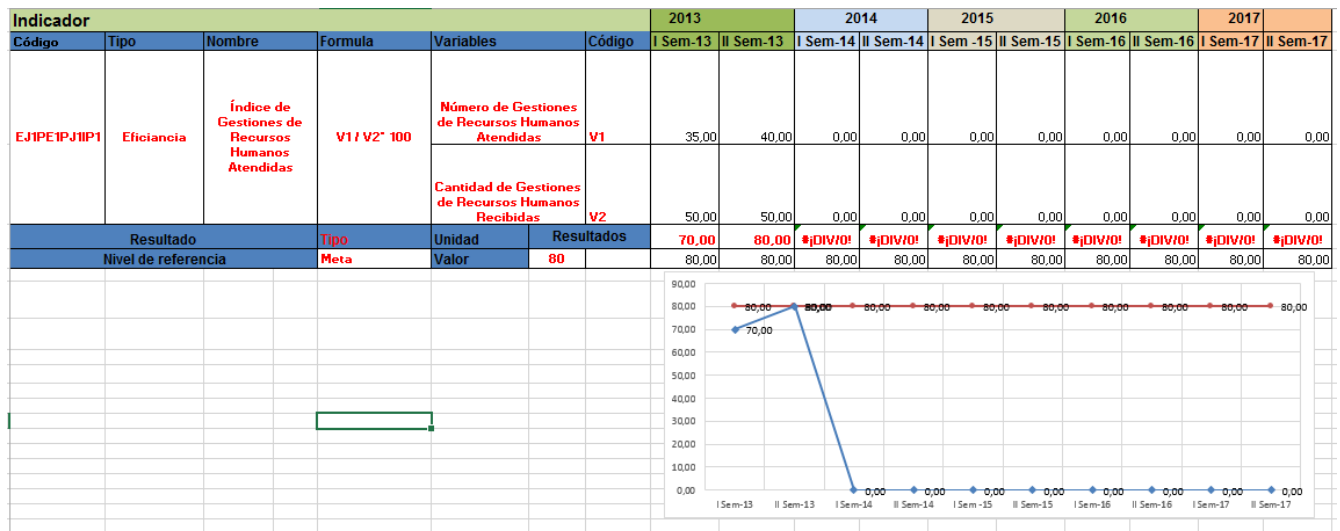 Indicador 2013 2014 2015 2016 2017
Código Tipo Nombre Formula Variables Código I Sem-13 II Sem-13 I Sem-14 II Sem-14 I Sem -15 II Sem-15 I Sem-16 II Sem-16 I Sem-17 II Sem-17
EJ1PE1PJ1IP1 Eficiancia Índice de Gestiones de Recursos Humanos Atendidas V1 / V2* 100 Número de Gestiones de Recursos Humanos Atendidas V1 35,00 40,00 0,00 0,00 0,00 0,00 0,00 0,00 0,00 0,00
Cantidad de Gestiones de Recursos Humanos Recibidas V2 50,00 50,00 0,00 0,00 0,00 0,00 0,00 0,00 0,00 0,00
Resultado Tipo Unidad Resultados 70,00 80,00 #¡DIV/0! #¡DIV/0! #¡DIV/0! #¡DIV/0! #¡DIV/0! #¡DIV/0! #¡DIV/0! #¡DIV/0!
Nivel de referencia Meta Valor 80 80,00 80,00 80,00 80,00 80,00 80,00 80,00 80,00 80,00 80,00
90,00
80,00 80,00 80,00 80,00 80,00 80,00 80,00 80,00 80,00 80,00 80,00
70,00 70,00
60,00
50,00
40,00
30,00
20,00
10,00
0,00 0,00 0,00 0,00 0,00 0,00 0,00 0,00 0,00
I Sem-13 II Sem-13 I Sem-14 II Sem-14 I Sem -15 II Sem-15 I Sem-16 II Sem-16 I Sem-17 II Sem-17